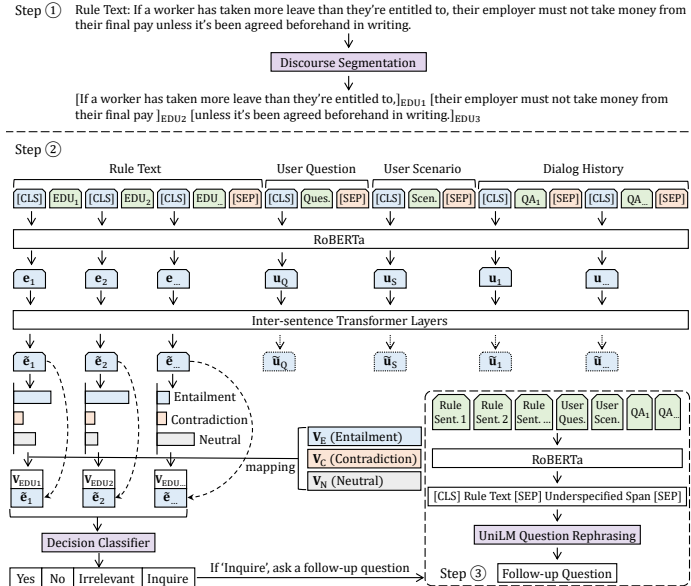 Step ① Rule Text: If a worker has taken more leave than they're entitled to, their employer must not take money from
their final pay unless it's been agreed beforehand in writing.
Discourse Segmentation
[If a worker has taken more leave than they're entitled to,]EDU1 [their employer must not take money from
their final pay ]EDU2 [unless it's been agreed beforehand in writing.]EDU3
Step ②
Rule Text User Question User Scenario Dialog History
[CLS] EDU1 [CLS] EDU2 [CLS] EDU... [SEP] [CLS] Ques. [SEP] [CLS] Scen. [SEP] [CLS] QA1 [SEP] [CLS] QA... [SEP]
RoBERTa
e1 e2 e... uQ uS u1 u...
Inter-sentence Transformer Layers
ẽ1 ẽ2 ẽ... ũQ ũS ũ1 ũ...
Entailment
Contradiction
Neutral
VE (Entailment)
VC (Contradiction)
VN (Neutral)
mapping
VEDU1 VEDU2 VEDU...
ẽ1 ẽ2 ẽ...
Decision Classifier
Yes No Irrelevant Inquire
If 'Inquire', ask a follow-up question
Rule Sent. 1 Rule Sent. 2 Rule Sent. ... User Ques. User Scen. QA1 QA...
RoBERTa
[CLS] Rule Text [SEP] Underspecified Span [SEP]
UniLM Question Rephrasing
Step ③ Follow-up Question